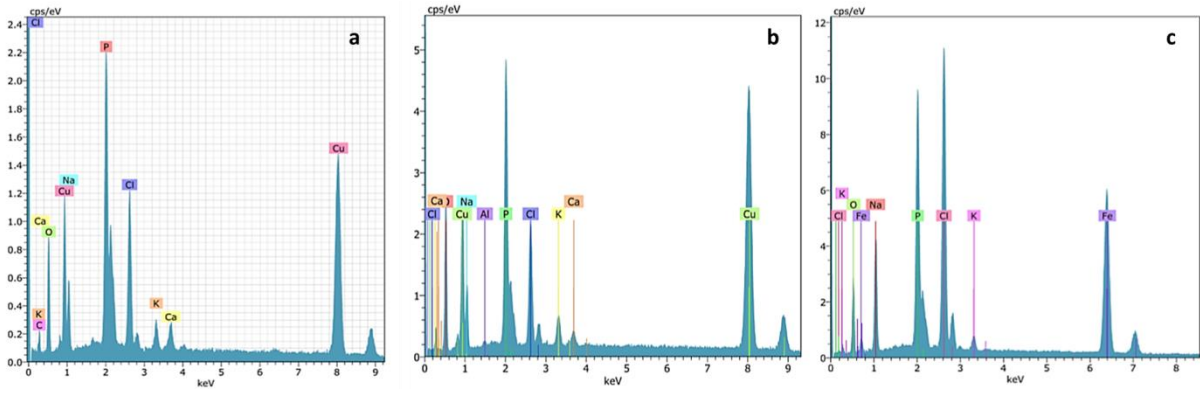 cps/eV
a
Cl
2.4
2.2
2.0
1.8
1.6
1.4
1.2
1.0
0.8
0.6
0.4
0.2
0.0
P
Cu
Na
Cu
Cl
Ca
O
K
C
K
Ca
0 1 2 3 4 5 6 7 8 9
keV
cps/eV
b
5
4
3
2
1
0
Ca
Na
Ca
Cl
Cu
Al
P
Cl
K
Cu
0 1 2 3 4 5 6 7 8 9
keV
cps/eV
c
12
10
8
6
4
2
0
K
O
Na
Cl
Fe
P
Cl
K
Fe
0 1 2 3 4 5 6 7 8
keV